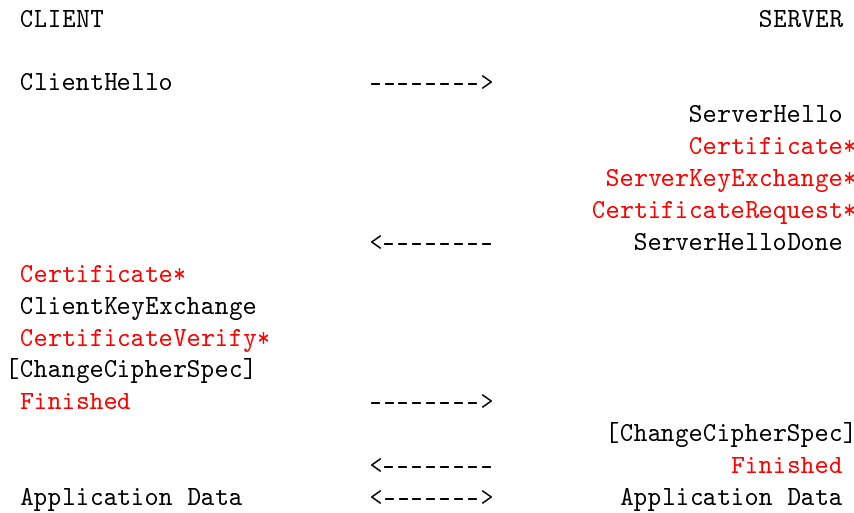 CLIENT SERVER
ClientHello -------->
ServerHello
Certificate*
ServerKeyExchange*
CertificateRequest*
<-------- ServerHelloDone
Certificate*
ClientKeyExchange
CertificateVerify*
[ChangeCipherSpec]
Finished -------->
[ChangeCipherSpec]
<-------- Finished
Application Data <-------> Application Data